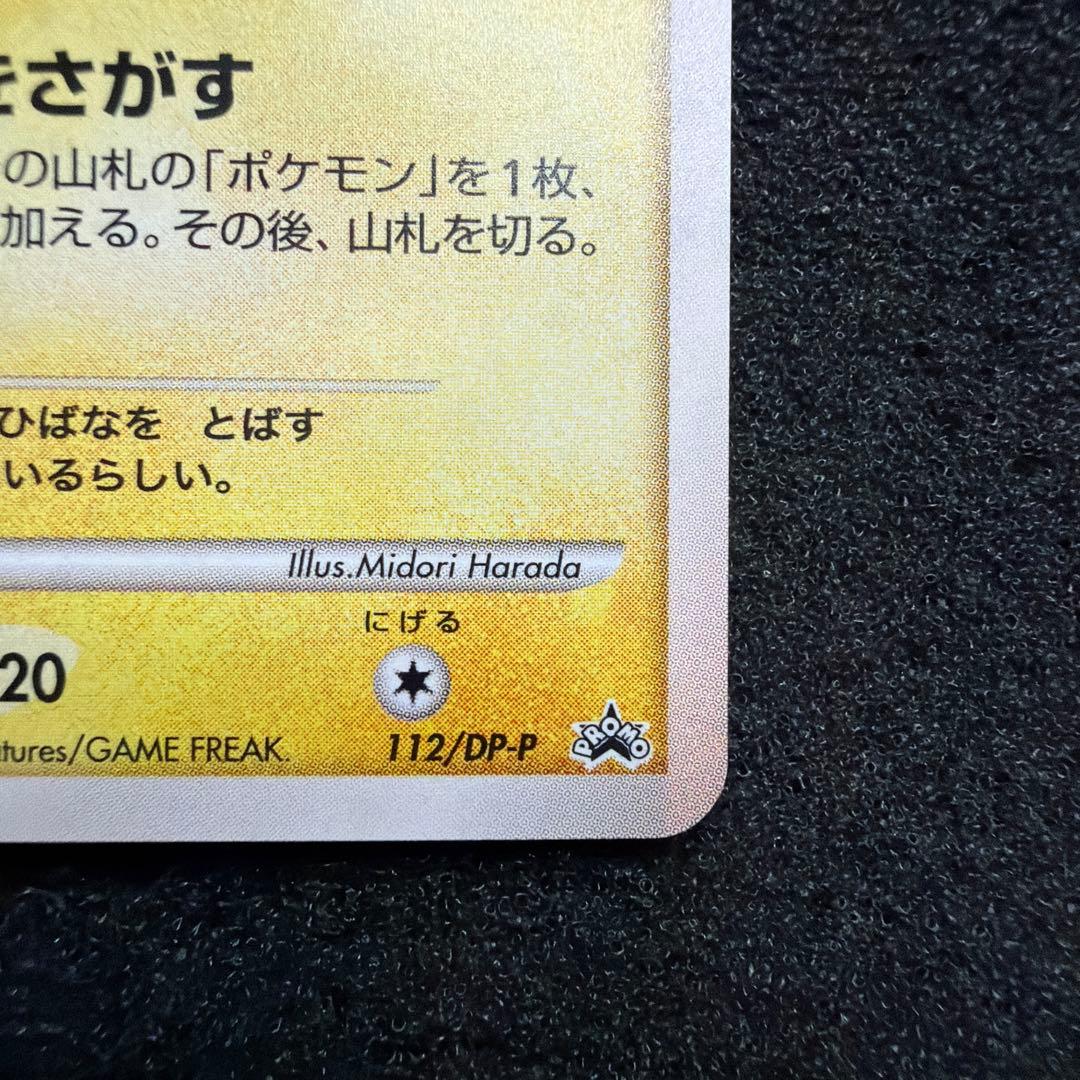 をさがす
の山札の「ポケモン」を1枚、
加える。その後、山札を切る。
ひばなを とばす
いるらしい。
Illus.Midori Harada
にげる
20
tures/GAME FREAK.
112/DP-P
PROMO